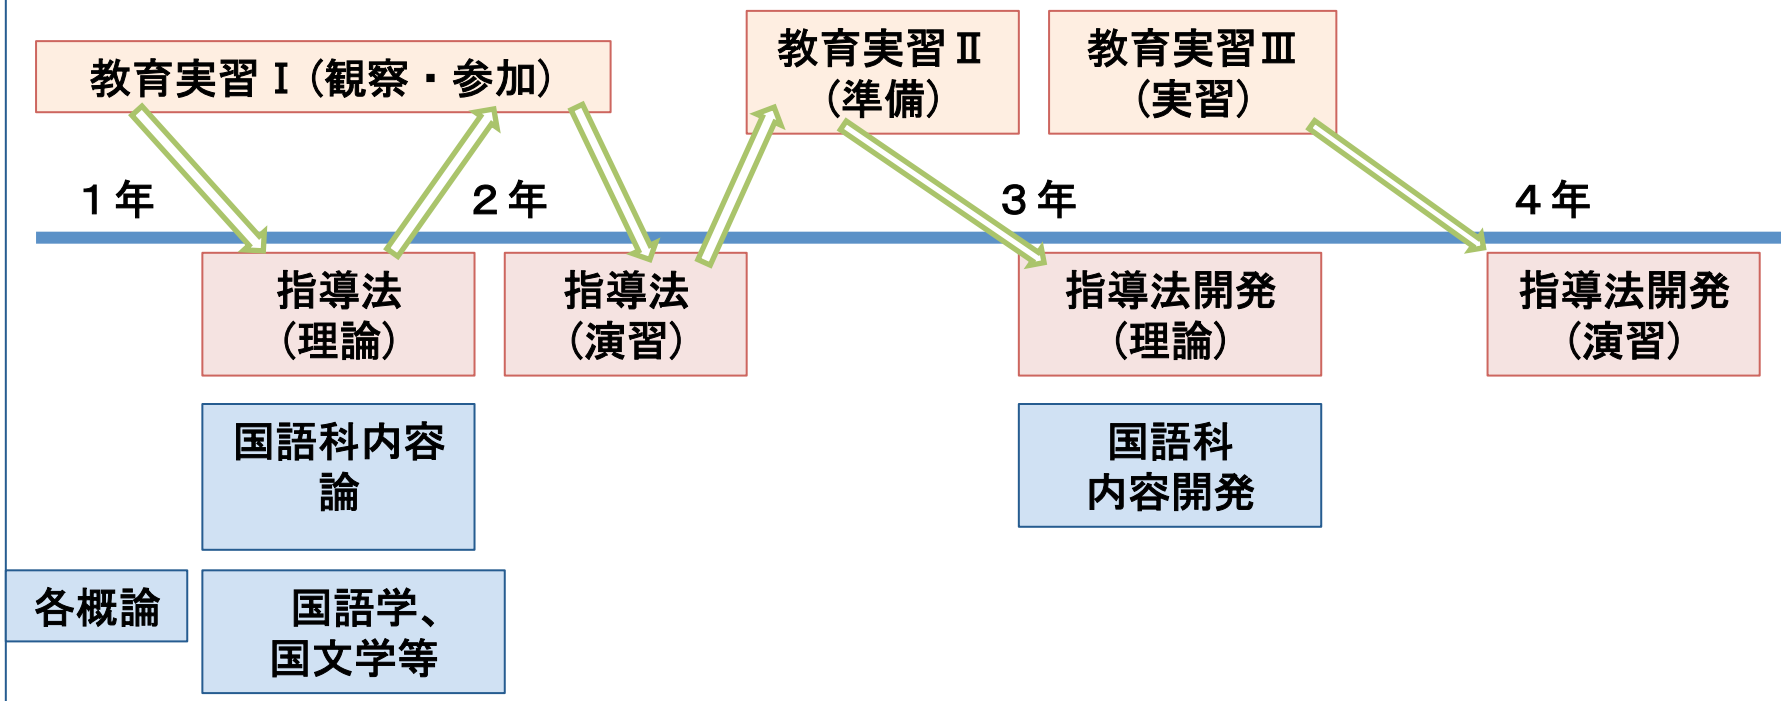 教育実習Ⅰ(観察・参加)
教育実習Ⅱ
(準備)
教育実習Ⅲ
(実習)
1年
2年
3年
4年
指導法
(理論)
指導法
(演習)
指導法開発
(理論)
指導法開発
(演習)
国語科内容
論
国語科
内容開発
各概論
国語学、
国文学等